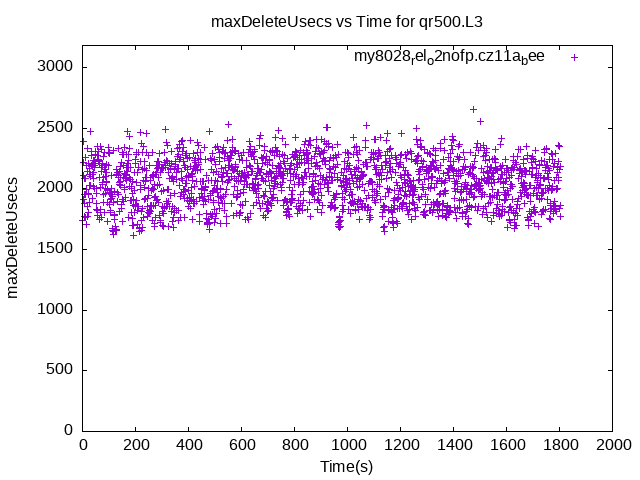 maxDeleteUsecs vs Time for qr500.L3
my8028relo2nofp.cz11abee
3000
2500
2000
1500
1000
500
0
maxDeleteUsecs
0 200 400 600 800 1000 1200 1400 1600 1800 2000
Time(s)